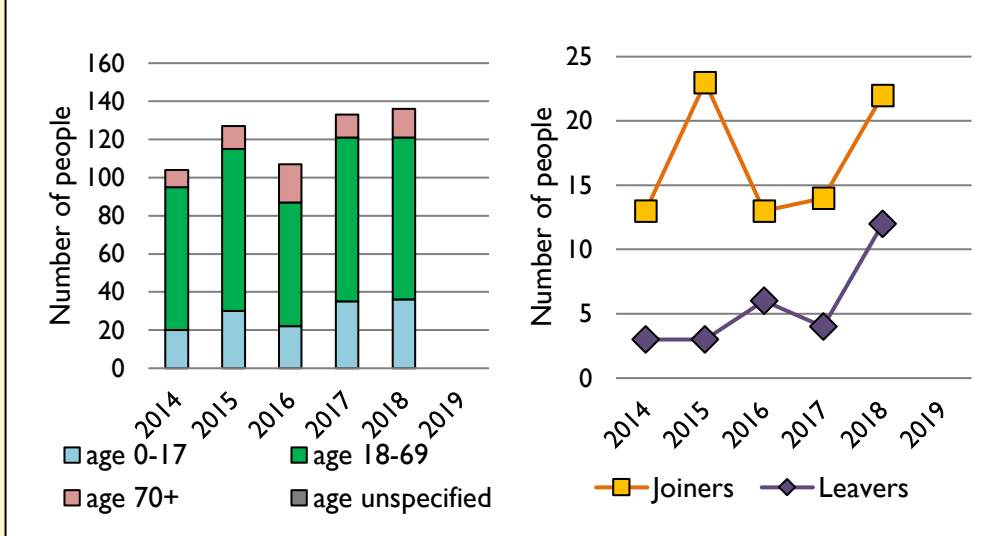 Number of people
160
140
120
100
80
60
40
20
0
2014 2015 2016 2017 2018 2019
age 0-17 age 18-69
age 70+ age unspecified
Number of people
25
20
15
10
5
0
2014 2015 2016 2017 2018 2019
Joiners Leavers